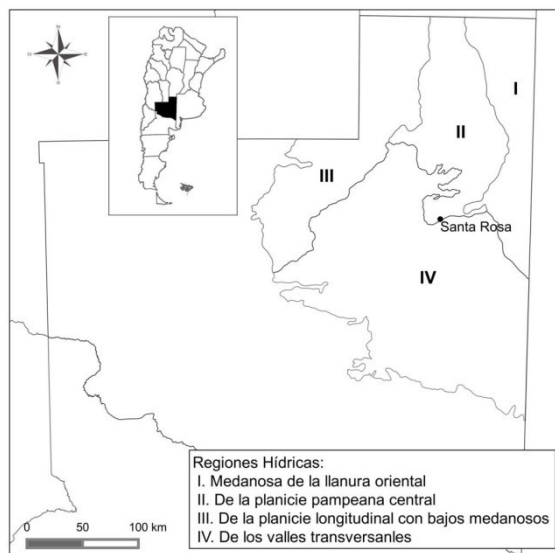 I
II
III
Santa Rosa
IV
Regiones Hídricas:
I. Medanosa de la llanura oriental
II. De la planicie pampeana central
III. De la planicie longitudinal con bajos medanosos
IV. De los valles transversanles
0 50 100 km